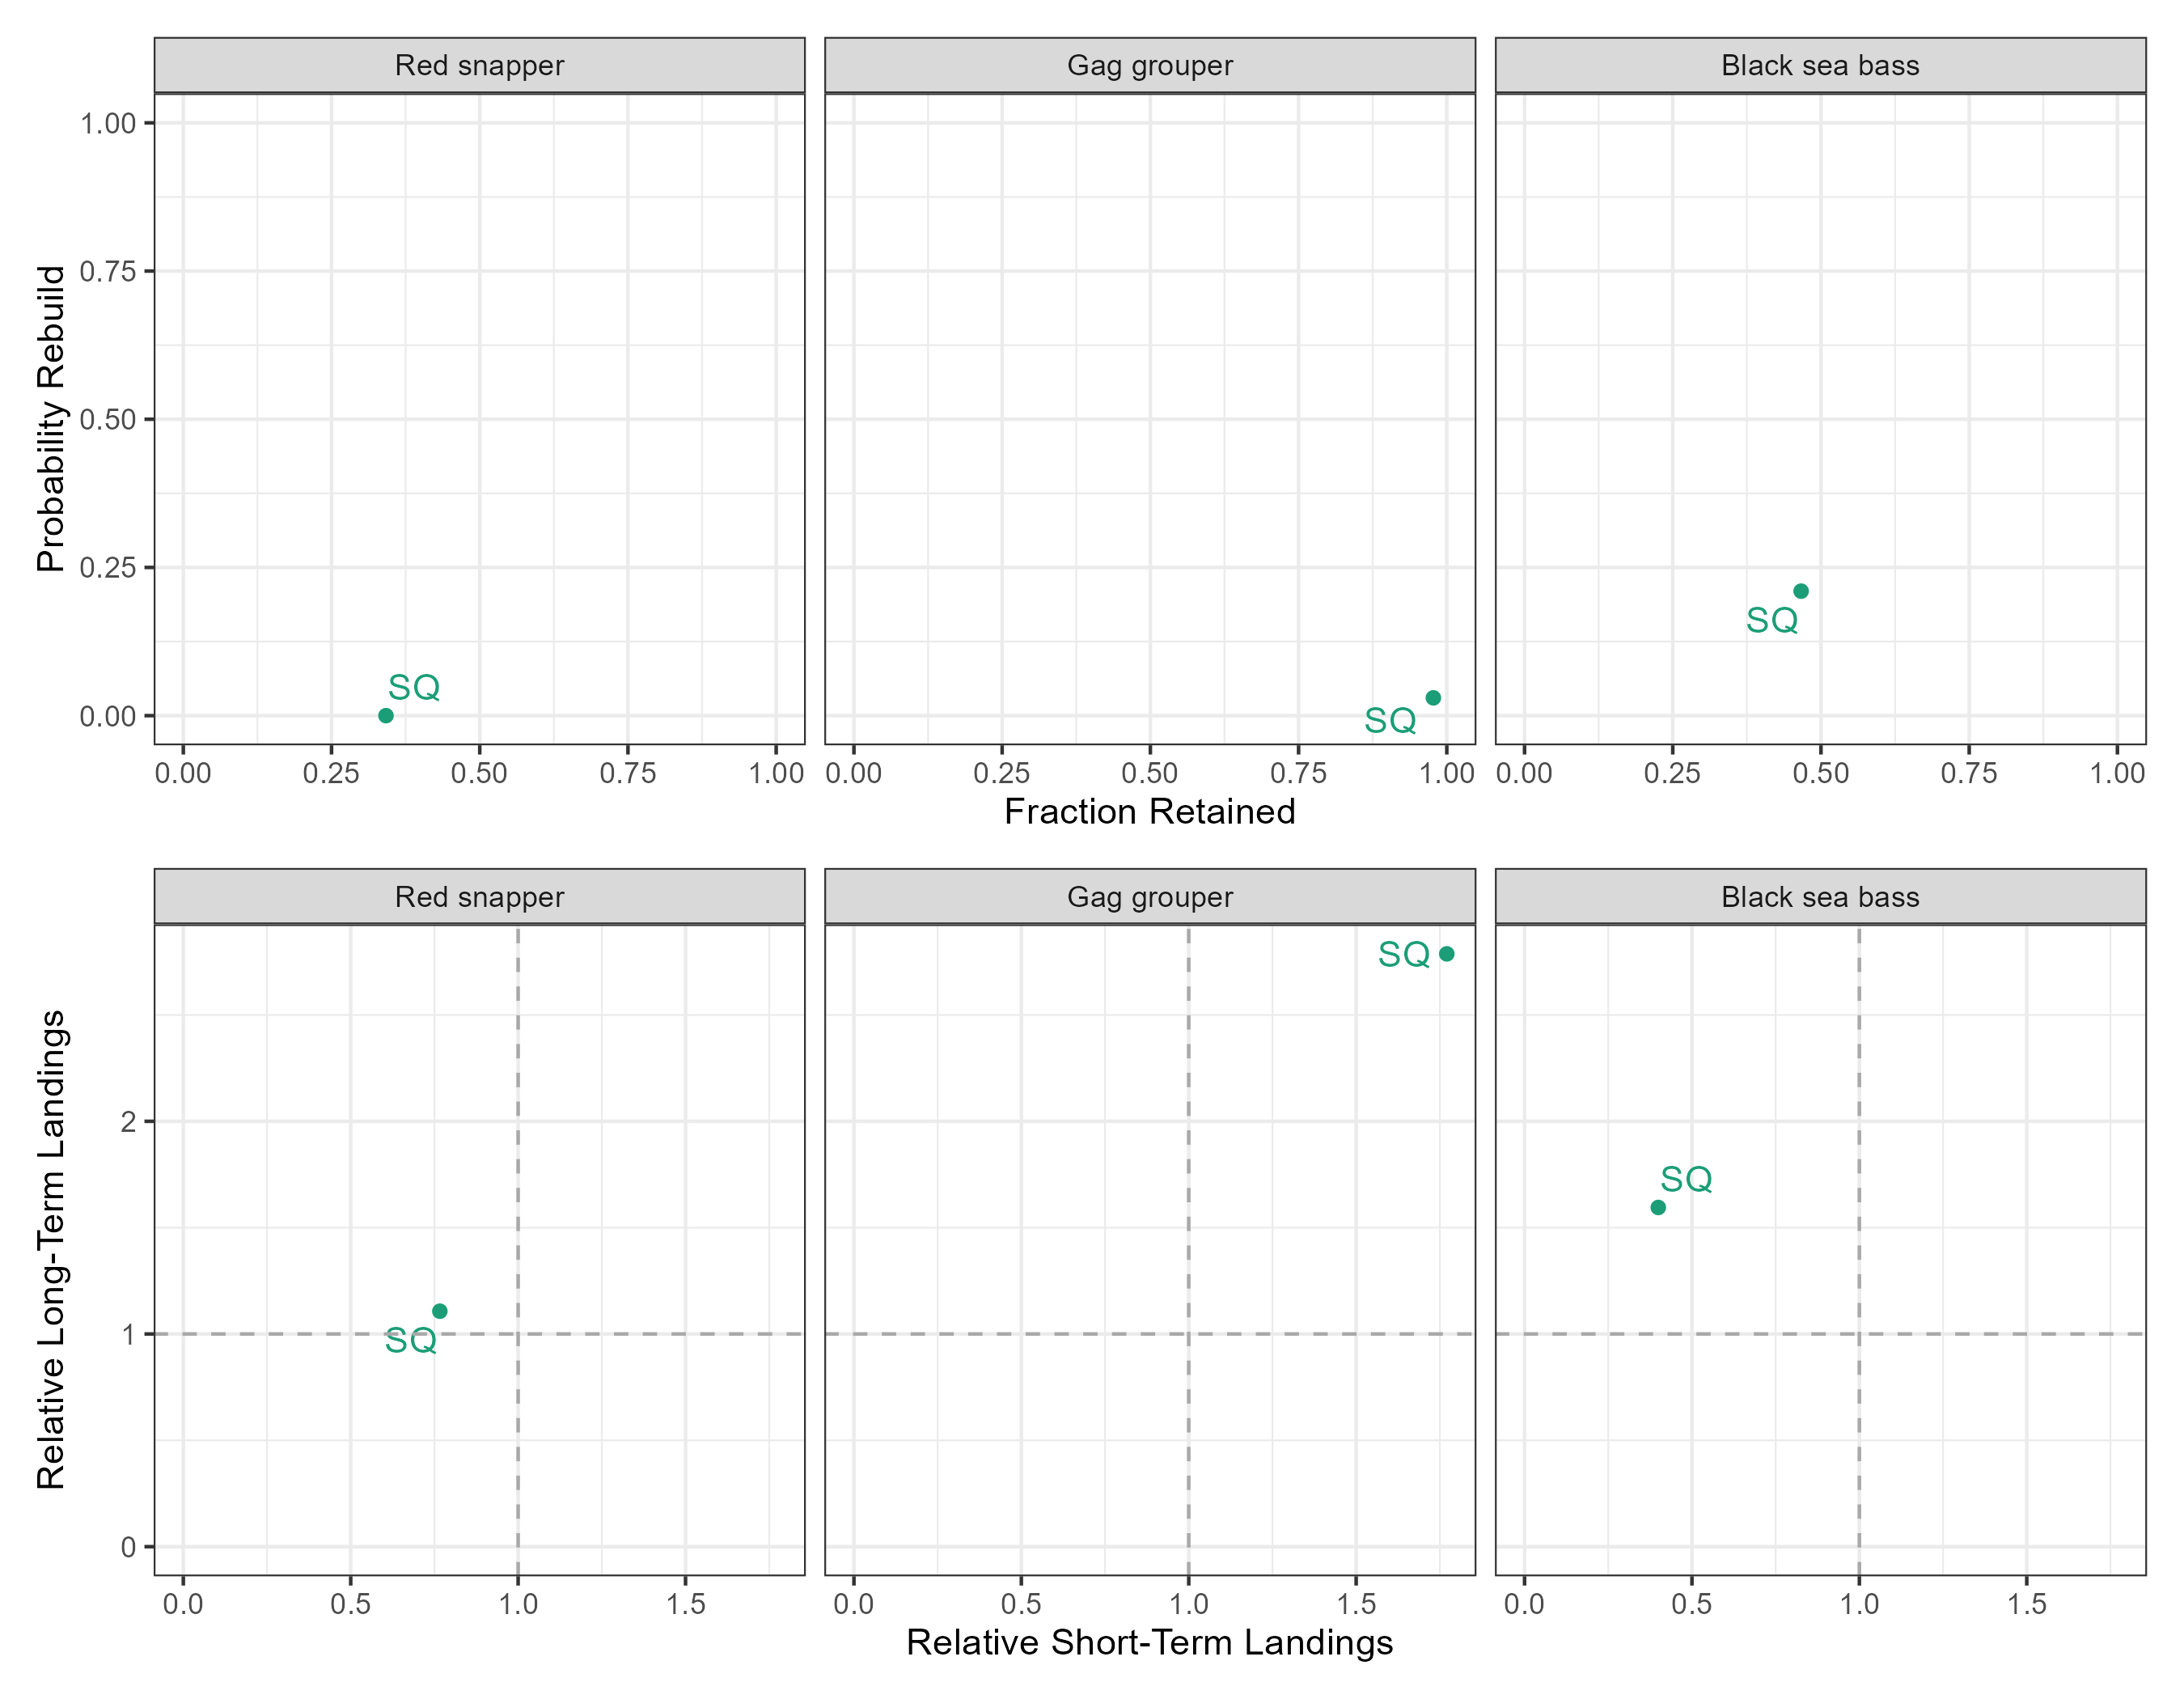 Red snapper Gag grouper Black sea bass
Probability Rebuild
1.00
0.75
0.50
0.25
0.00
SQ
SQ
SQ
0.00 0.25 0.50 0.75 1.00 0.00 0.25 0.50 0.75 1.00 0.00 0.25 0.50 0.75 1.00
Fraction Retained
Red snapper Gag grouper Black sea bass
Relative Long-Term Landings
2
1
0
SQ
SQ
SQ
0.0 0.5 1.0 1.5 0.0 0.5 1.0 1.5 0.0 0.5 1.0 1.5
Relative Short-Term Landings